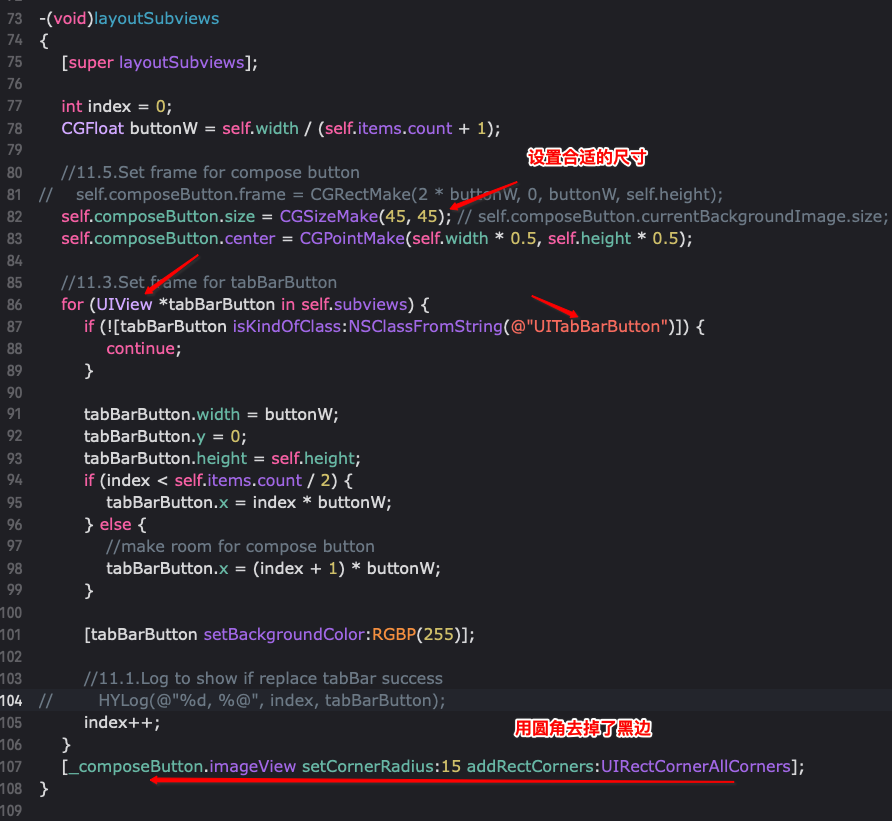 73 -(void)layoutSubviews
74 {
75 [super layoutSubviews];
76
77 int index = 0;
78 CGFloat buttonW = self.width / (self.items.count + 1);
79
设置合适的尺寸
80 //11.5.Set frame for compose button
81 // self.composeButton.frame = CGRectMake(2 * buttonW, 0, buttonW, self.height);
82 self.composeButton.size = CGSizeMake(45, 45); // self.composeButton.currentBackgroundImage.size;
83 self.composeButton.center = CGPointMake(self.width * 0.5, self.height * 0.5);
84
85 //11.3.Set frame for tabBarButton
86 for (UIView *tabBarButton in self.subviews) {
87 if (![tabBarButton isKindOfClass:NSClassFromString(@"UITabBarButton")]) {
88 continue;
89 }
90
91 tabBarButton.width = buttonW;
92 tabBarButton.y = 0;
93 tabBarButton.height = self.height;
94 if (index < self.items.count / 2) {
95 tabBarButton.x = index * buttonW;
96 } else {
97 //make room for compose button
98 tabBarButton.x = (index + 1) * buttonW;
99 }
100
101 [tabBarButton setBackgroundColor:RGBP(255)];
102
103 //11.1.Log to show if replace tabBar success
104 // HYLog(@"%d, %@", index, tabBarButton);
105 index++;
用圆角去掉了黑边
106 }
107 [_composeButton.imageView setCornerRadius:15 addRectCorners:UIRectCornerAllCorners];
108 }
109